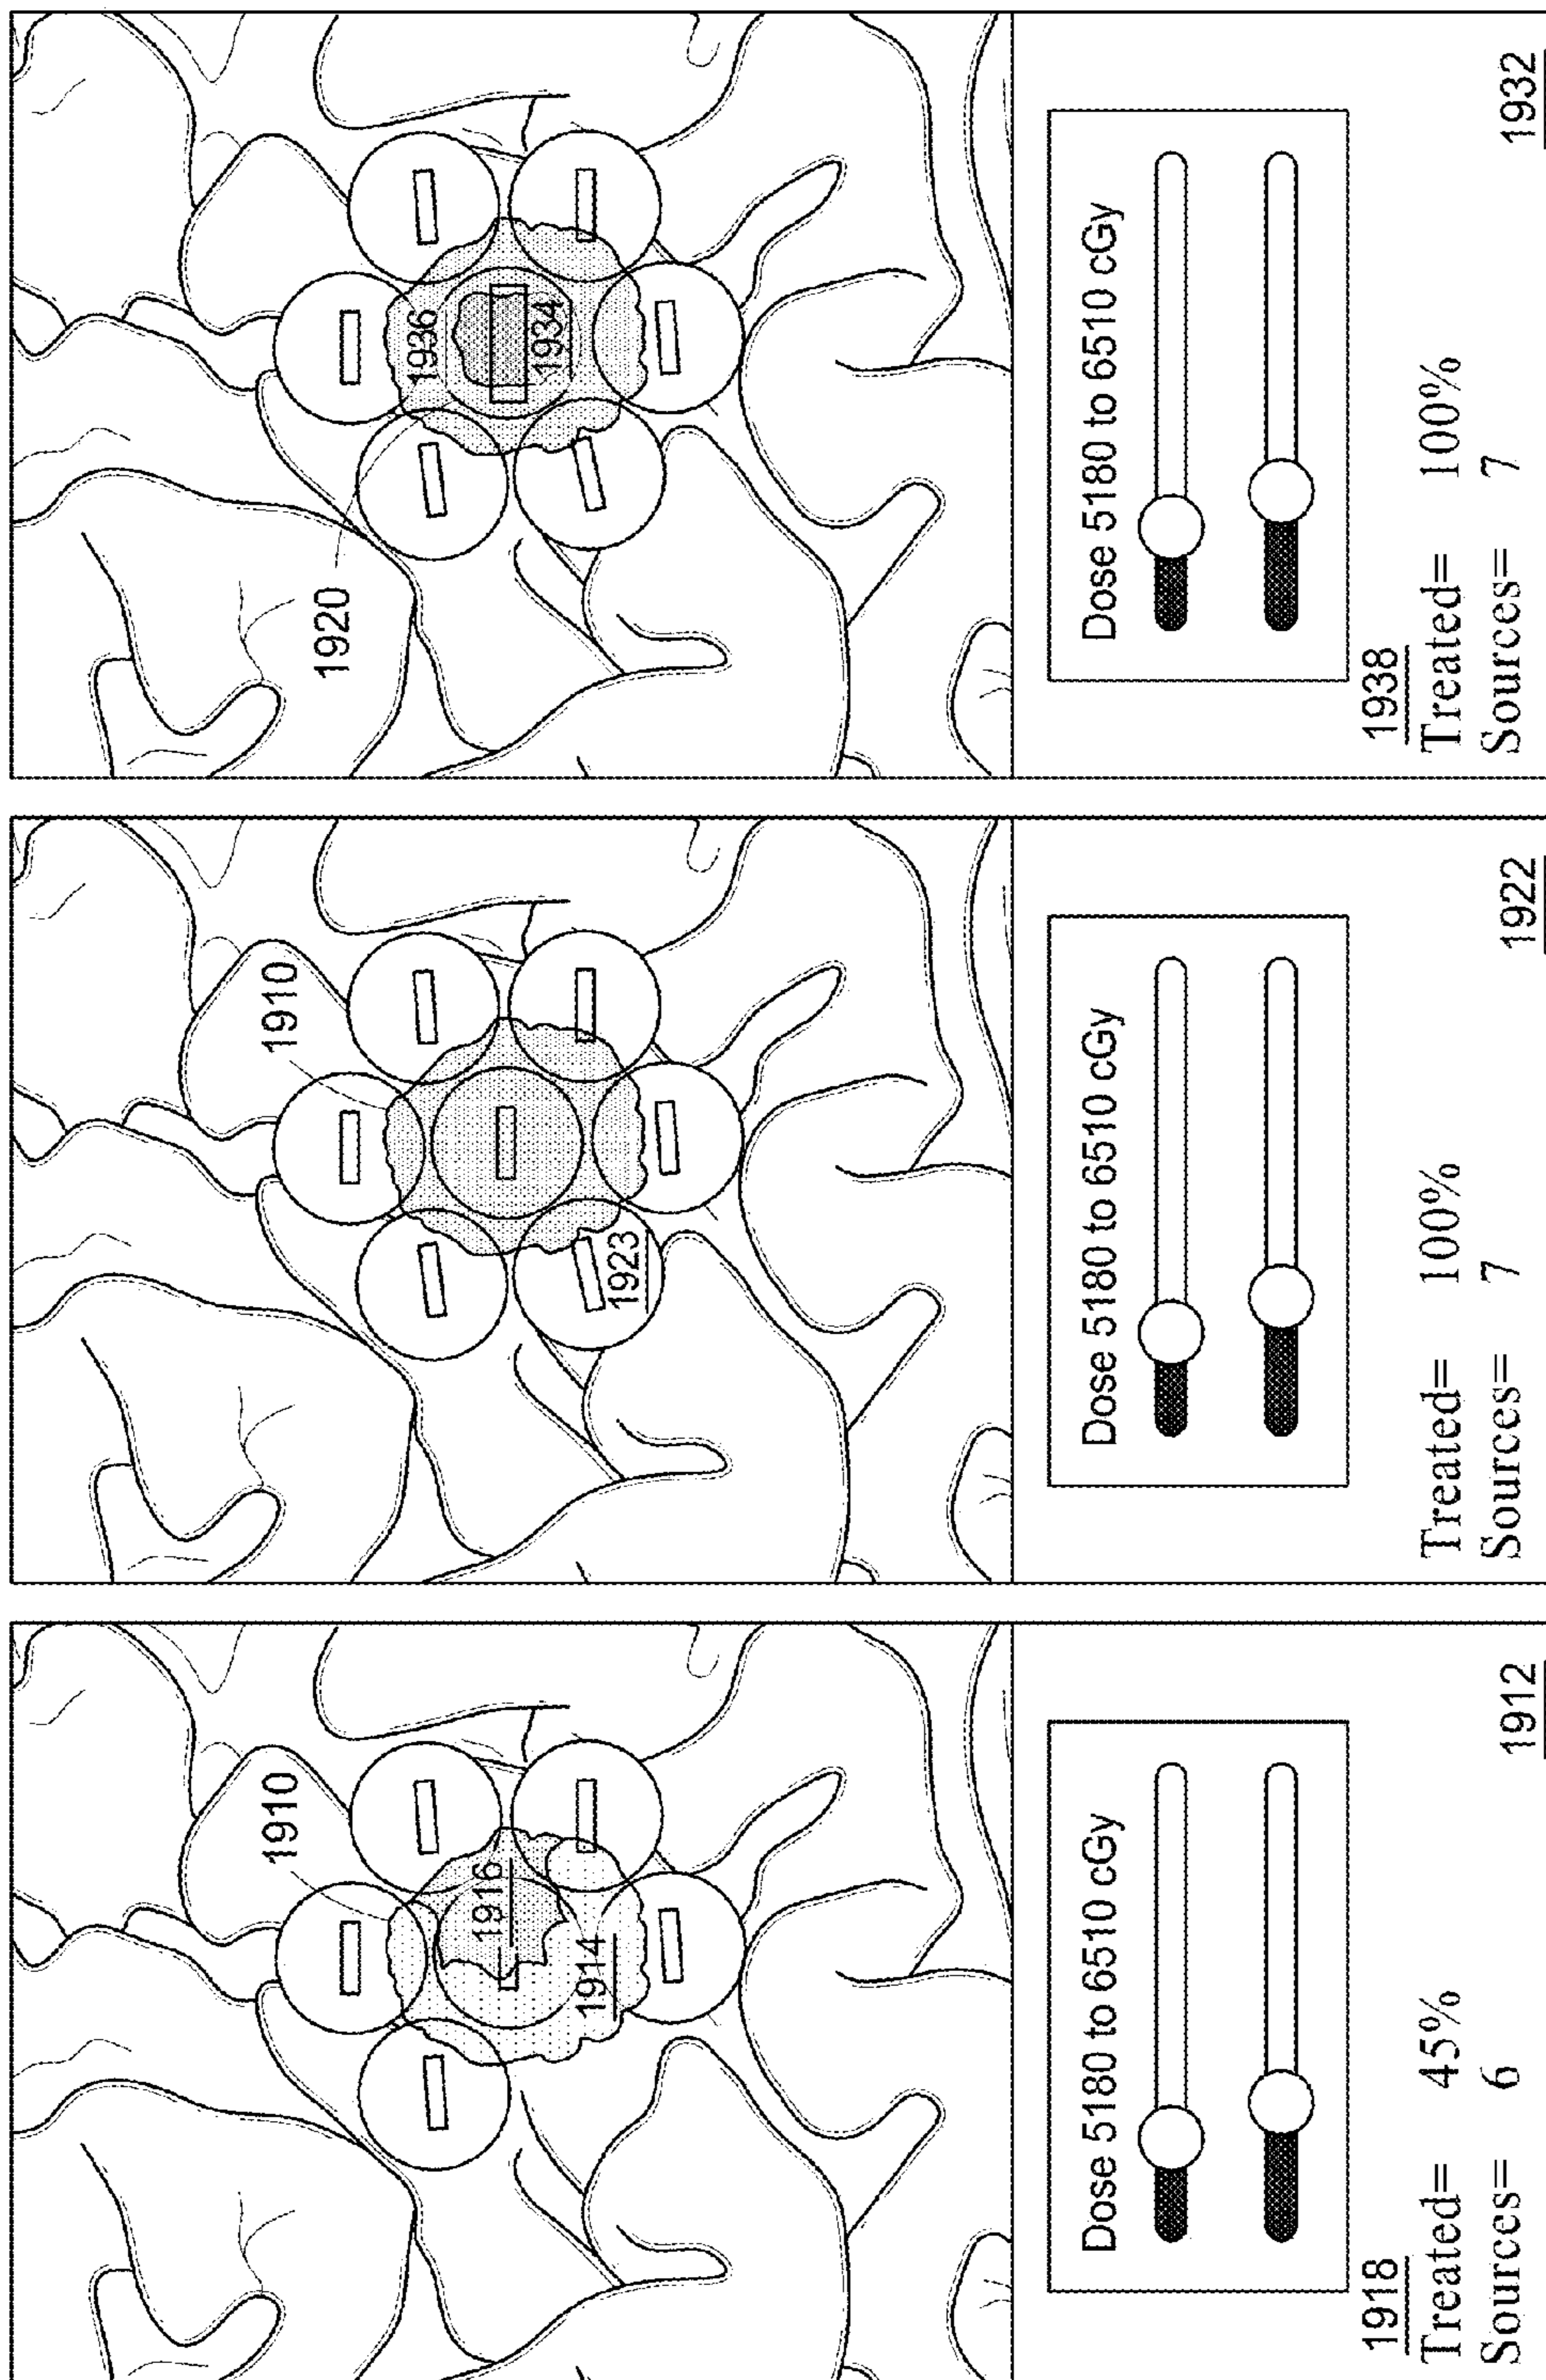 1910
1916
1914
Dose 5180 to 6510 cGy
1918
Treated= 45%
Sources= 6
1912
1910
1923
Dose 5180 to 6510 cGy
Treated= 100%
Sources= 7
1922
1920
1936
1934
Dose 5180 to 6510 cGy
1938
Treated= 100%
Sources= 7
1932